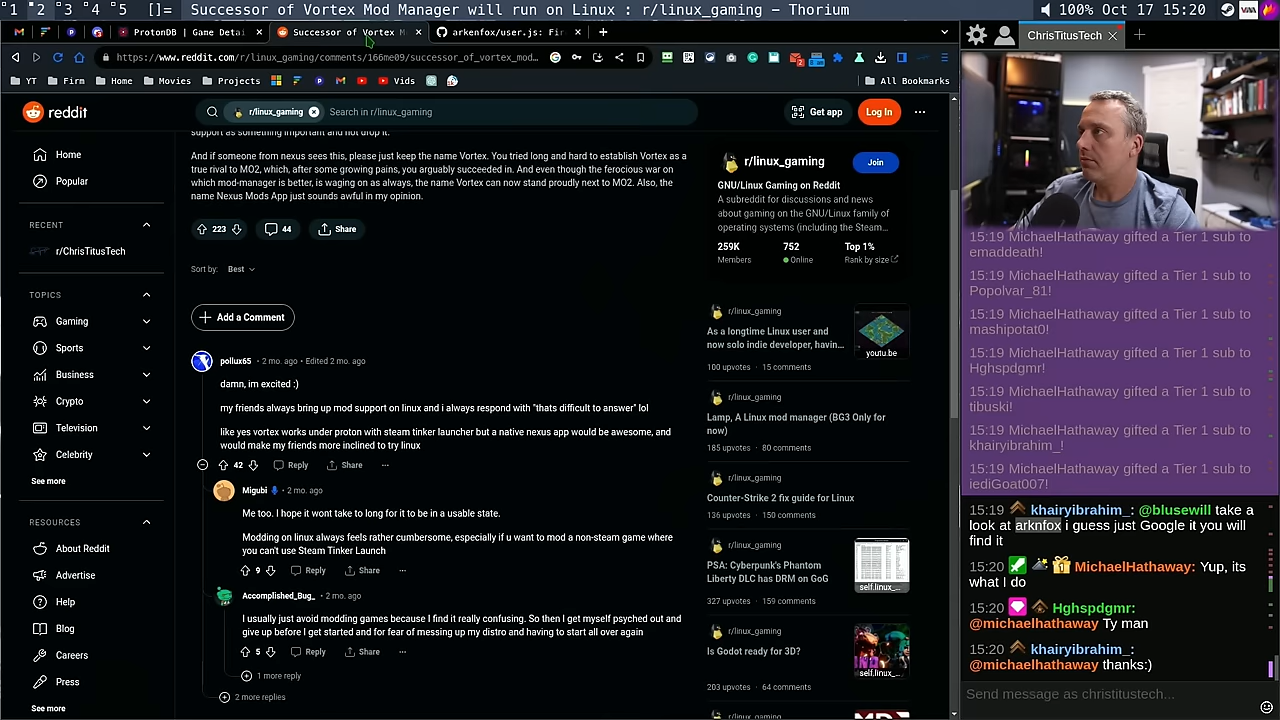 1 2 3 4 5 []= Successor of Vortex Mod Manager will run on Linux : r/linux_gaming - Thorium 100% Oct 17 15:20
ProtonDB | Game Detai
Successor of Vortex M
arkenfox/user.js: Fir
ChrisTitusTech
https://www.reddit.com/r/linux_gaming/comments/166me09/successor_of_vortex_mod...
YT Firm Home Movies Projects Vids All Bookmarks
reddit r/linux_gaming Search in r/linux_gaming Get app Log In
Home
Popular
RECENT
r/ChrisTitusTech
TOPICS
Gaming
Sports
Business
Crypto
Television
Celebrity
See more
RESOURCES
About Reddit
Advertise
Help
Blog
Careers
Press
See more
support as something important and not drop it.
And if someone from nexus sees this, please just keep the name Vortex. You tried long and hard to establish Vortex as a
true rival to MO2, which, after some growing pains, you arguably succeeded in. And even though the ferocious war on
which mod-manager is better, is waging on as always, the name Vortex can now stand proudly next to MO2. Also, the
name Nexus Mods App just sounds awful in my opinion.
223 44 Share
Sort by: Best
Add a Comment
pollux65 • 2 mo. ago • Edited 2 mo. ago
damn, im excited :)
my friends always bring up mod support on linux and i always respond with "thats difficult to answer" lol
like yes vortex works under proton with steam tinker launcher but a native nexus app would be awesome, and
would make my friends more inclined to try linux
42 Reply Share ...
Migubi • 2 mo. ago
Me too. I hope it wont take to long for it to be in a usable state.
Modding on linux always feels rather cumbersome, especially if u want to mod a non-steam game where
you can't use Steam Tinker Launch
9 Reply Share ...
Accomplished_Bug_ • 2 mo. ago
I usually just avoid modding games because I find it really confusing. So then I get myself psyched out and
give up before I get started and for fear of messing up my distro and having to start all over again
5 Reply Share ...
1 more reply
2 more replies
r/linux_gaming Join
GNU/Linux Gaming on Reddit
A subreddit for discussions and news
about gaming on the GNU/Linux family of
operating systems (including the Steam...
259K 752 Top 1%
Members Online Rank by size
r/linux_gaming
As a longtime Linux user and
now solo indie developer, havin...
youtu.be
100 upvotes · 15 comments
r/linux_gaming
Lamp, A Linux mod manager (BG3 Only for
now)
185 upvotes · 80 comments
r/linux_gaming
Counter-Strike 2 fix guide for Linux
136 upvotes · 150 comments
r/linux_gaming
PSA: Cyberpunk's Phantom
Liberty DLC has DRM on GoG
self.linux_...
327 upvotes · 159 comments
r/linux_gaming
Is Godot ready for 3D?
self.linux_...
203 upvotes · 64 comments
r/linux_gaming
15:19 MichaelHathaway gifted a Tier 1 sub to
emaddeath!
15:19 MichaelHathaway gifted a Tier 1 sub to
Popolvar_81!
15:19 MichaelHathaway gifted a Tier 1 sub to
mashipotat0!
15:19 MichaelHathaway gifted a Tier 1 sub to
Hghspdgmr!
15:19 MichaelHathaway gifted a Tier 1 sub to
tibuski!
15:19 MichaelHathaway gifted a Tier 1 sub to
khairyibrahim_!
15:19 MichaelHathaway gifted a Tier 1 sub to
iediGoat007!
15:19 khairyibrahim_: @blusewill take a
look at arknfox i guess just Google it you will
find it
15:20 MichaelHathaway: Yup, its
what I do
15:20 Hghspdgmr:
@michaelhathaway Ty man
15:20 khairyibrahim_:
@michaelhathaway thanks:)
Send message as christitustech...